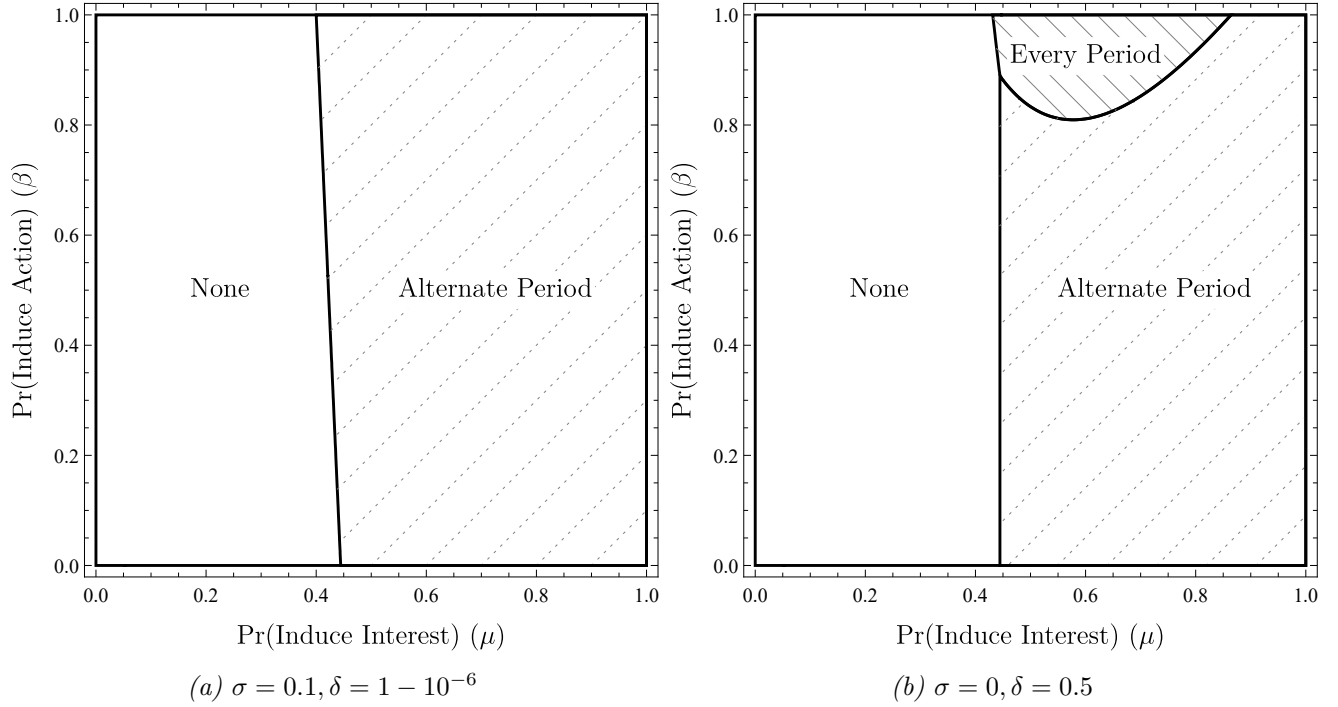 1.0
0.8
0.6
0.4
0.2
0.0
Pr(Induce Action) (β)
None
Alternate Period
0.0 0.2 0.4 0.6 0.8 1.0
Pr(Induce Interest) (μ)
(a) σ = 0.1, δ = 1 − 10⁻⁶
1.0
0.8
0.6
0.4
0.2
0.0
Pr(Induce Action) (β)
Every Period
None
Alternate Period
0.0 0.2 0.4 0.6 0.8 1.0
Pr(Induce Interest) (μ)
(b) σ = 0, δ = 0.5